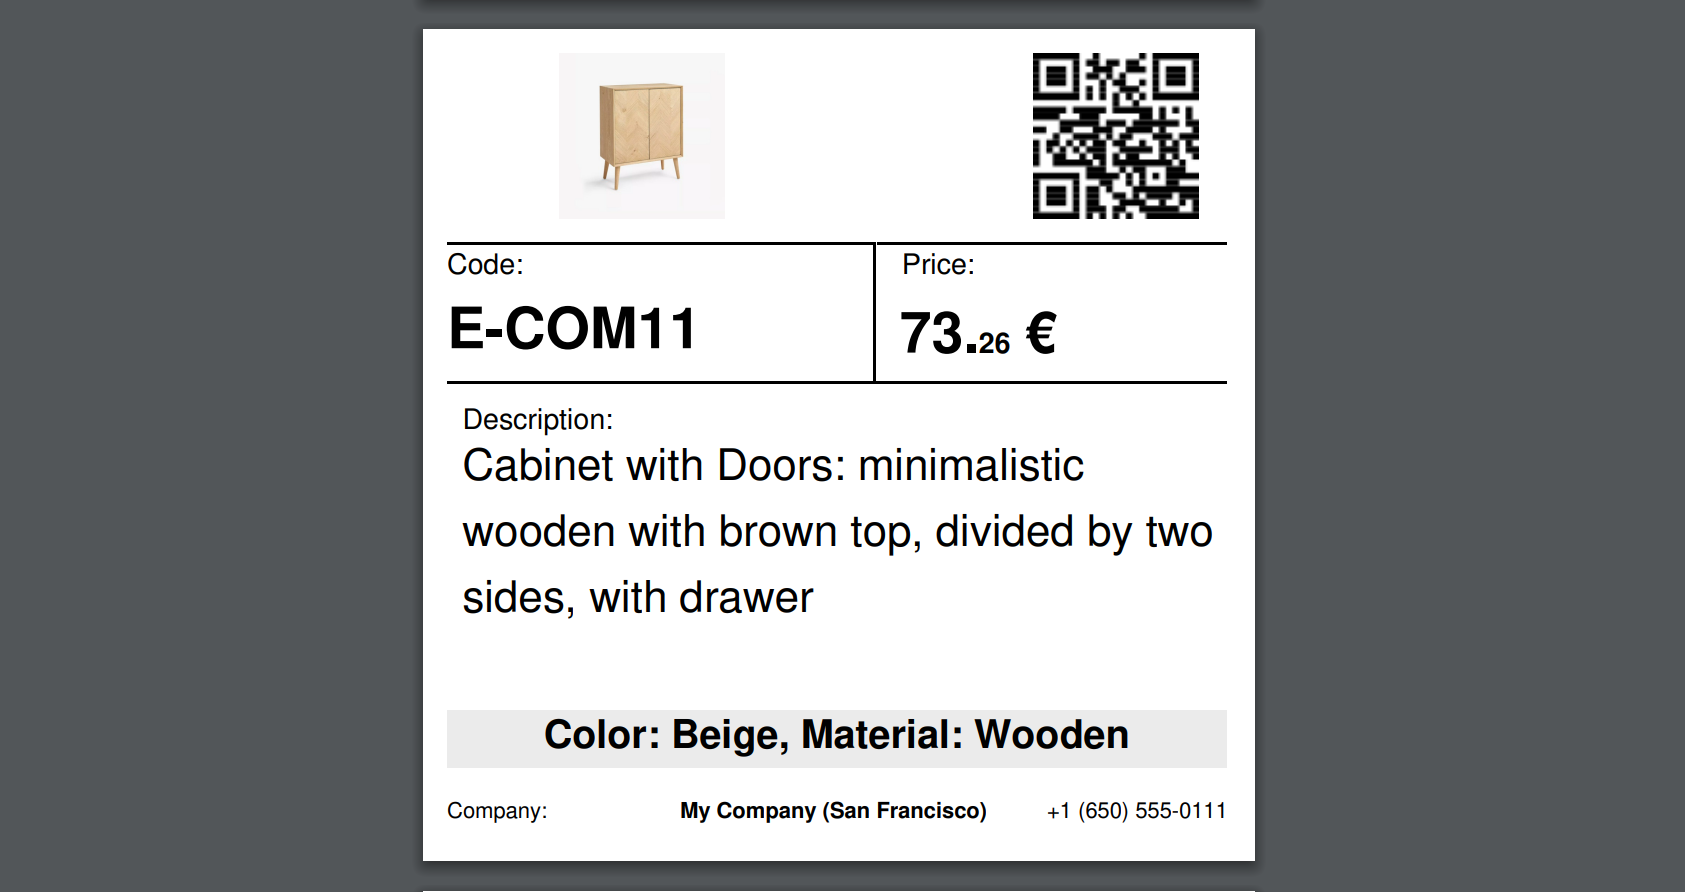 Code:
Price:
E-COM11
73.26 €
Description:
Cabinet with Doors: minimalistic
wooden with brown top, divided by two
sides, with drawer
Color: Beige, Material: Wooden
Company:
My Company (San Francisco)
+1 (650) 555-0111